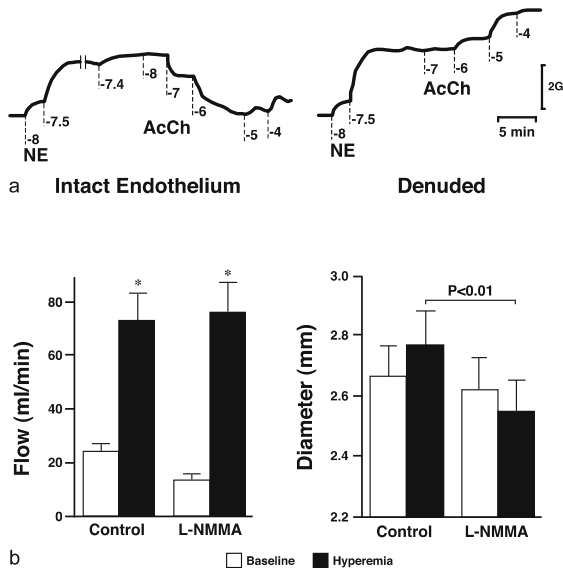 -8
-7.5
NE
-7.4
-8
-7
-6
AcCh
-5
-4
-8
-7.5
NE
-7
-6
AcCh
-5
-4
2G
5 min
a
Intact Endothelium
Denuded
Flow (ml/min)
80
60
40
20
0
*
*
Control
L-NMMA
Diameter (mm)
3.0
2.8
2.6
2.4
2.2
P<0.01
Control
L-NMMA
b
Baseline
Hyperemia